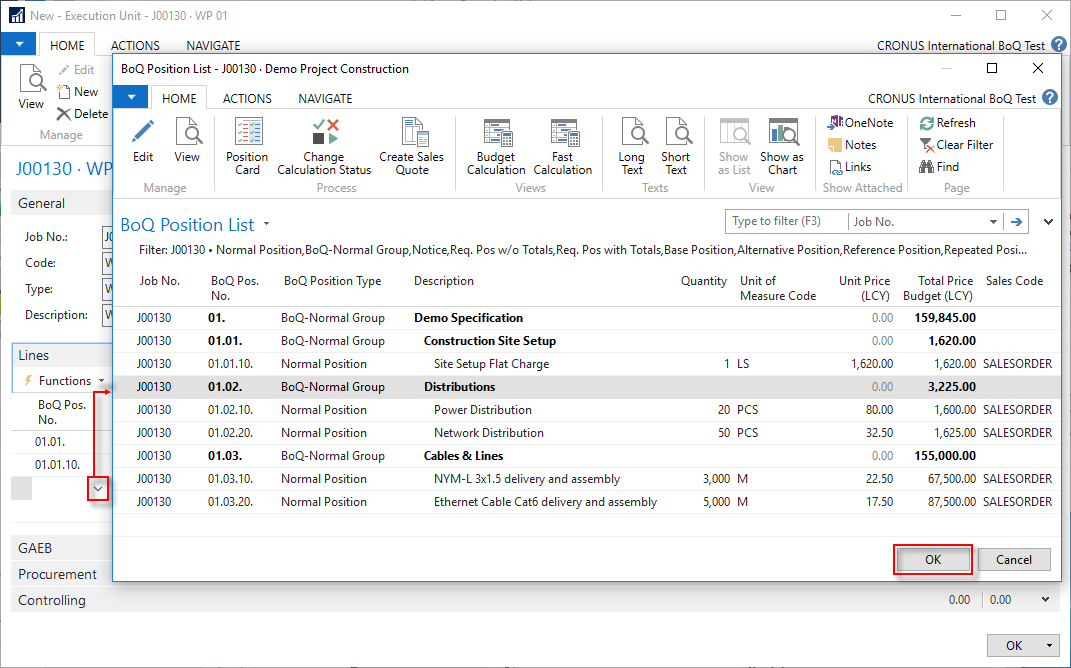 New - Execution Unit - J00130 · WP 01
HOME ACTIONS NAVIGATE CRONUS International BoQ Test ?
View
Edit
New
Delete
Manage
J00130 · WP
General
Job No.:
Code:
Type:
Description:
Lines
Functions
BoQ Pos.
No.
01.01.
01.01.10.
GAEB
Procurement
Controlling 0.00 0.00
OK
BoQ Position List - J00130 · Demo Project Construction
HOME ACTIONS NAVIGATE CRONUS International BoQ Test ?
Edit
View
Manage
Position
Card
Change
Calculation Status
Create Sales
Quote
Process
Budget
Calculation
Fast
Calculation
Views
Long
Text
Short
Text
Texts
Show
as List
Show as
Chart
View
OneNote
Notes
Links
Show Attached
Refresh
Clear Filter
Find
Page
BoQ Position List
Type to filter (F3) Job No.
Filter: J00130 • Normal Position,BoQ-Normal Group,Notice,Req. Pos w/o Totals,Req. Pos with Totals,Base Position,Alternative Position,Reference Position,Repeated Posi...
Job No. BoQ Pos. BoQ Position Type Description Quantity Unit of Unit Price Total Price Sales Code
No. Measure Code (LCY) Budget (LCY)
J00130 01. BoQ-Normal Group Demo Specification 0.00 159,845.00
J00130 01.01. BoQ-Normal Group Construction Site Setup 0.00 1,620.00
J00130 01.01.10. Normal Position Site Setup Flat Charge 1 LS 1,620.00 1,620.00 SALESORDER
J00130 01.02. BoQ-Normal Group Distributions 0.00 3,225.00
J00130 01.02.10. Normal Position Power Distribution 20 PCS 80.00 1,600.00 SALESORDER
J00130 01.02.20. Normal Position Network Distribution 50 PCS 32.50 1,625.00 SALESORDER
J00130 01.03. BoQ-Normal Group Cables & Lines 0.00 155,000.00
J00130 01.03.10. Normal Position NYM-L 3x1.5 delivery and assembly 3,000 M 22.50 67,500.00 SALESORDER
J00130 01.03.20. Normal Position Ethernet Cable Cat6 delivery and assembly 5,000 M 17.50 87,500.00 SALESORDER
OK Cancel